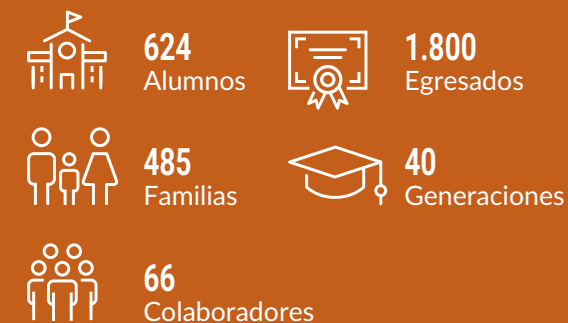 624
Alumnos
1.800
Egresados
485
Familias
40
Generaciones
66
Colaboradores